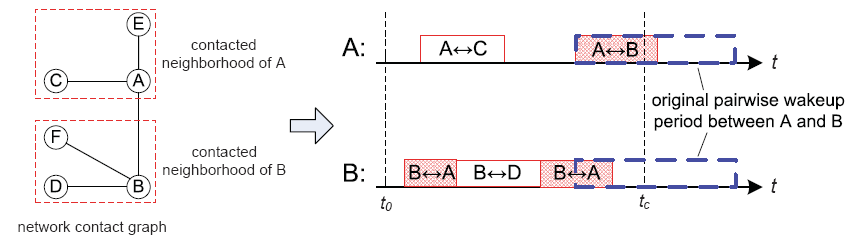 E
C
A
contacted
neighborhood of A
F
D
B
contacted
neighborhood of B
network contact graph
A:
A↔C
A↔B
t
original pairwise wakeup
period between A and B
B:
B↔A
B↔D
B↔A
t
t0
tc